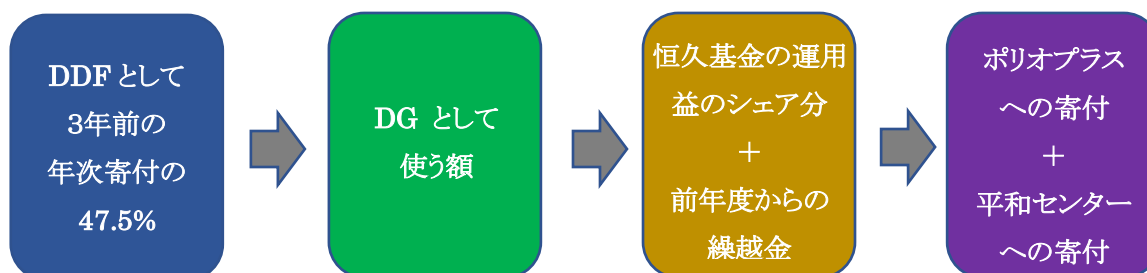 DDF として
3年前の
年次寄付の
47.5%
DG として
使う額
恒久基金の運用
益のシェア分
＋
前年度からの
繰越金
ポリオプラス
への寄付
＋
平和センター
への寄付